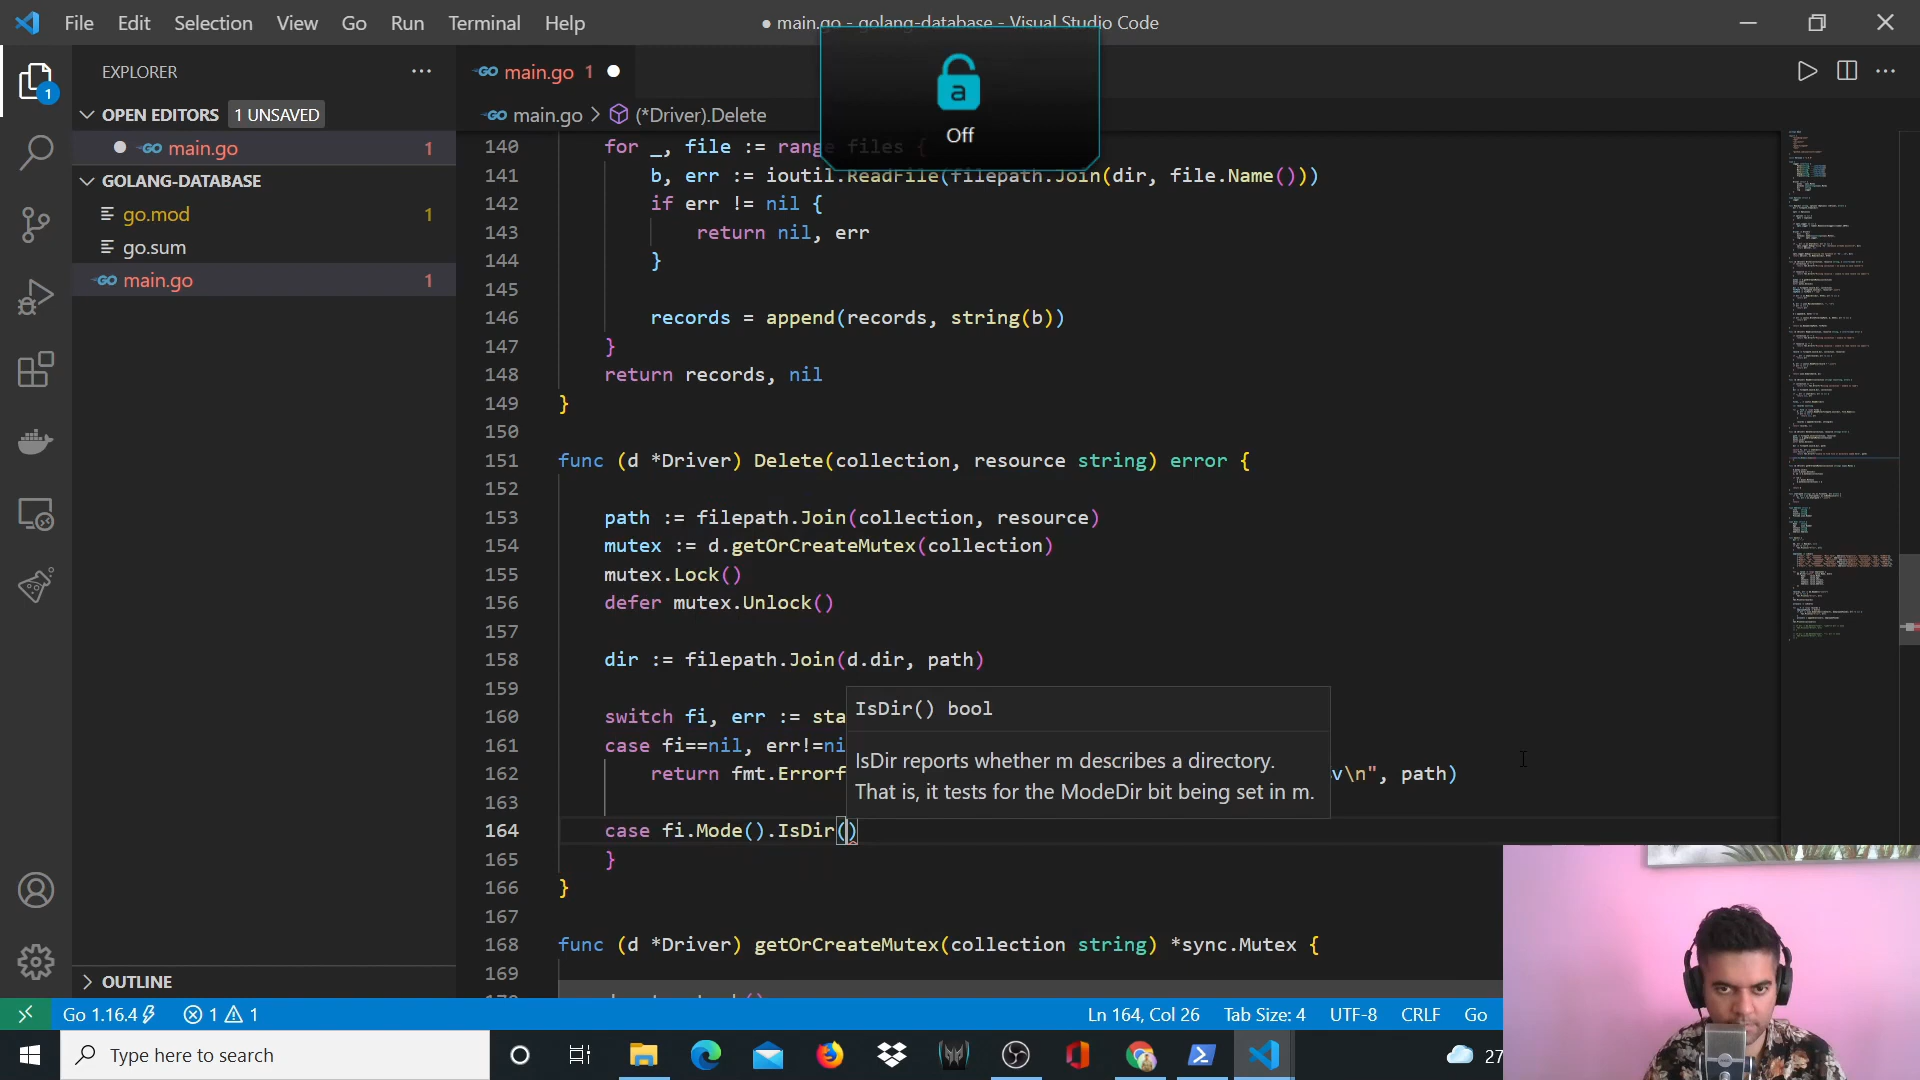 File Edit Selection View Go Run Terminal Help
● main.go - golang-database - Visual Studio Code
a
Off
EXPLORER
OPEN EDITORS 1 UNSAVED
main.go 1
GOLANG-DATABASE
go.mod 1
go.sum
main.go 1
OUTLINE
1
main.go 1
main.go > (*Driver).Delete
140 for _, file := range files {
141 b, err := ioutil.ReadFile(filepath.Join(dir, file.Name()))
142 if err != nil {
143 return nil, err
144 }
145
146 records = append(records, string(b))
147 }
148 return records, nil
149 }
150
151 func (d *Driver) Delete(collection, resource string) error {
152
153 path := filepath.Join(collection, resource)
154 mutex := d.getOrCreateMutex(collection)
155 mutex.Lock()
156 defer mutex.Unlock()
157
158 dir := filepath.Join(d.dir, path)
159
160 switch fi, err := sta
161 case fi==nil, err!=ni
162 return fmt.Errorf v\n", path)
163
164 case fi.Mode().IsDir()
165 }
166 }
167
168 func (d *Driver) getOrCreateMutex(collection string) *sync.Mutex {
169
IsDir() bool
IsDir reports whether m describes a directory.
That is, it tests for the ModeDir bit being set in m.
Go 1.16.4 1 1
Ln 164, Col 26 Tab Size: 4 UTF-8 CRLF Go
Type here to search
27